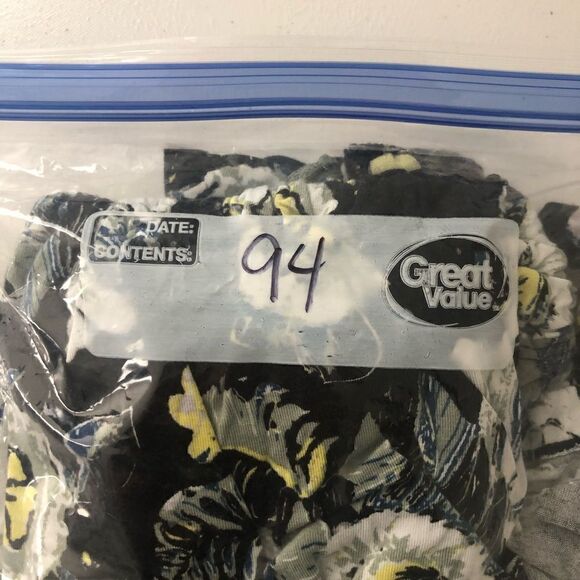 DATE:
CONTENTS:
94
Great
Value